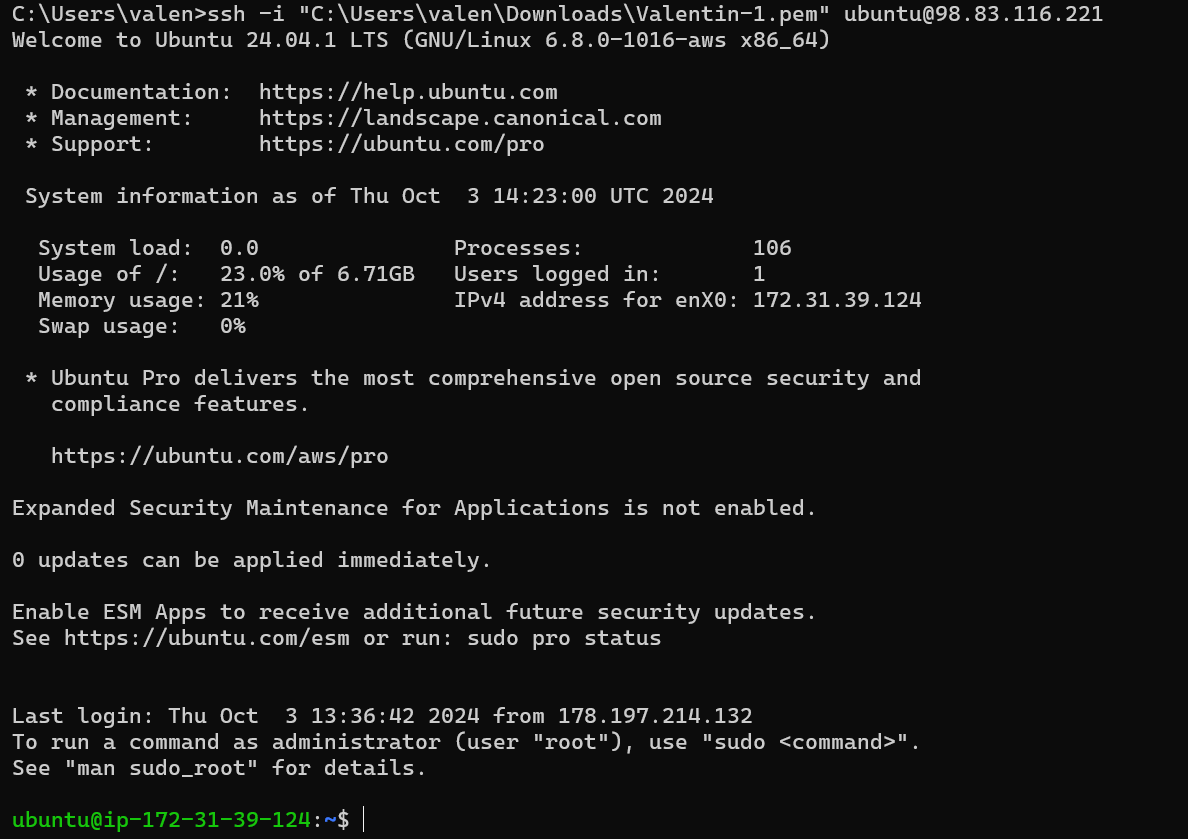 C:\Users\valen>ssh -i "C:\Users\valen\Downloads\Valentin-1.pem" ubuntu@98.83.116.221
Welcome to Ubuntu 24.04.1 LTS (GNU/Linux 6.8.0-1016-aws x86_64)

 * Documentation:  https://help.ubuntu.com
 * Management:     https://landscape.canonical.com
 * Support:        https://ubuntu.com/pro

 System information as of Thu Oct  3 14:23:00 UTC 2024

  System load:  0.0               Processes:             106
  Usage of /:   23.0% of 6.71GB   Users logged in:       1
  Memory usage: 21%               IPv4 address for enX0: 172.31.39.124
  Swap usage:   0%

 * Ubuntu Pro delivers the most comprehensive open source security and
   compliance features.

   https://ubuntu.com/aws/pro

Expanded Security Maintenance for Applications is not enabled.

0 updates can be applied immediately.

Enable ESM Apps to receive additional future security updates.
See https://ubuntu.com/esm or run: sudo pro status


Last login: Thu Oct  3 13:36:42 2024 from 178.197.214.132
To run a command as administrator (user "root"), use "sudo <command>".
See "man sudo_root" for details.

ubuntu@ip-172-31-39-124:~$